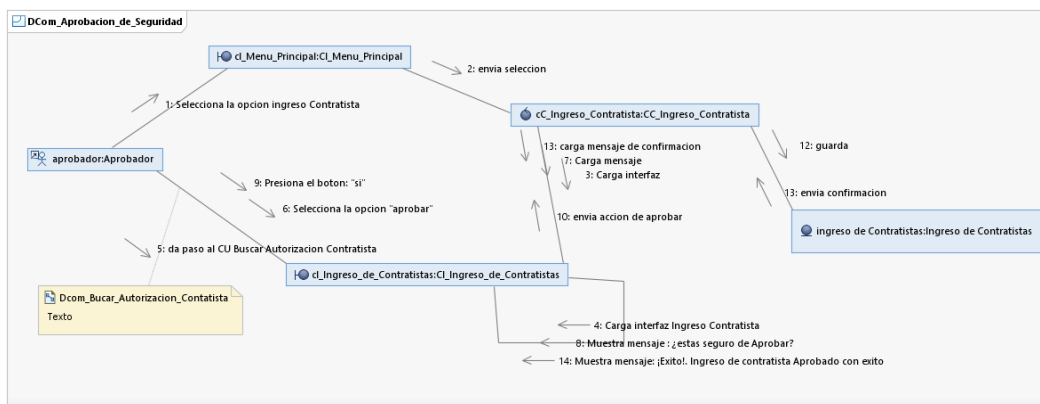 DCom_Aprobacion_de_Seguridad
cI_Menu_Principal:CI_Menu_Principal
2: envia seleccion
1: Selecciona la opcion ingreso Contratista
cC_Ingreso_Contratista:CC_Ingreso_Contratista
aprobador:Aprobador
13: carga mensaje de confirmacion
12: guarda
7: Carga mensaje
3: Carga interfaz
9: Presiona el boton: "si"
13: envia confirmacion
6: Selecciona la opcion "aprobar"
10: envia accion de aprobar
ingreso de Contratistas:Ingreso de Contratistas
5: da paso al CU Buscar Autorizacion Contratista
cI_Ingreso_de_Contratistas:CI_Ingreso_de_Contratistas
Dcom_Bucar_Autorizacion_Contatista
Texto
4: Carga interfaz Ingreso Contratista
8: Muestra mensaje : ¿estas seguro de Aprobar?
14: Muestra mensaje: ¡Exito!. Ingreso de contratista Aprobado con exito